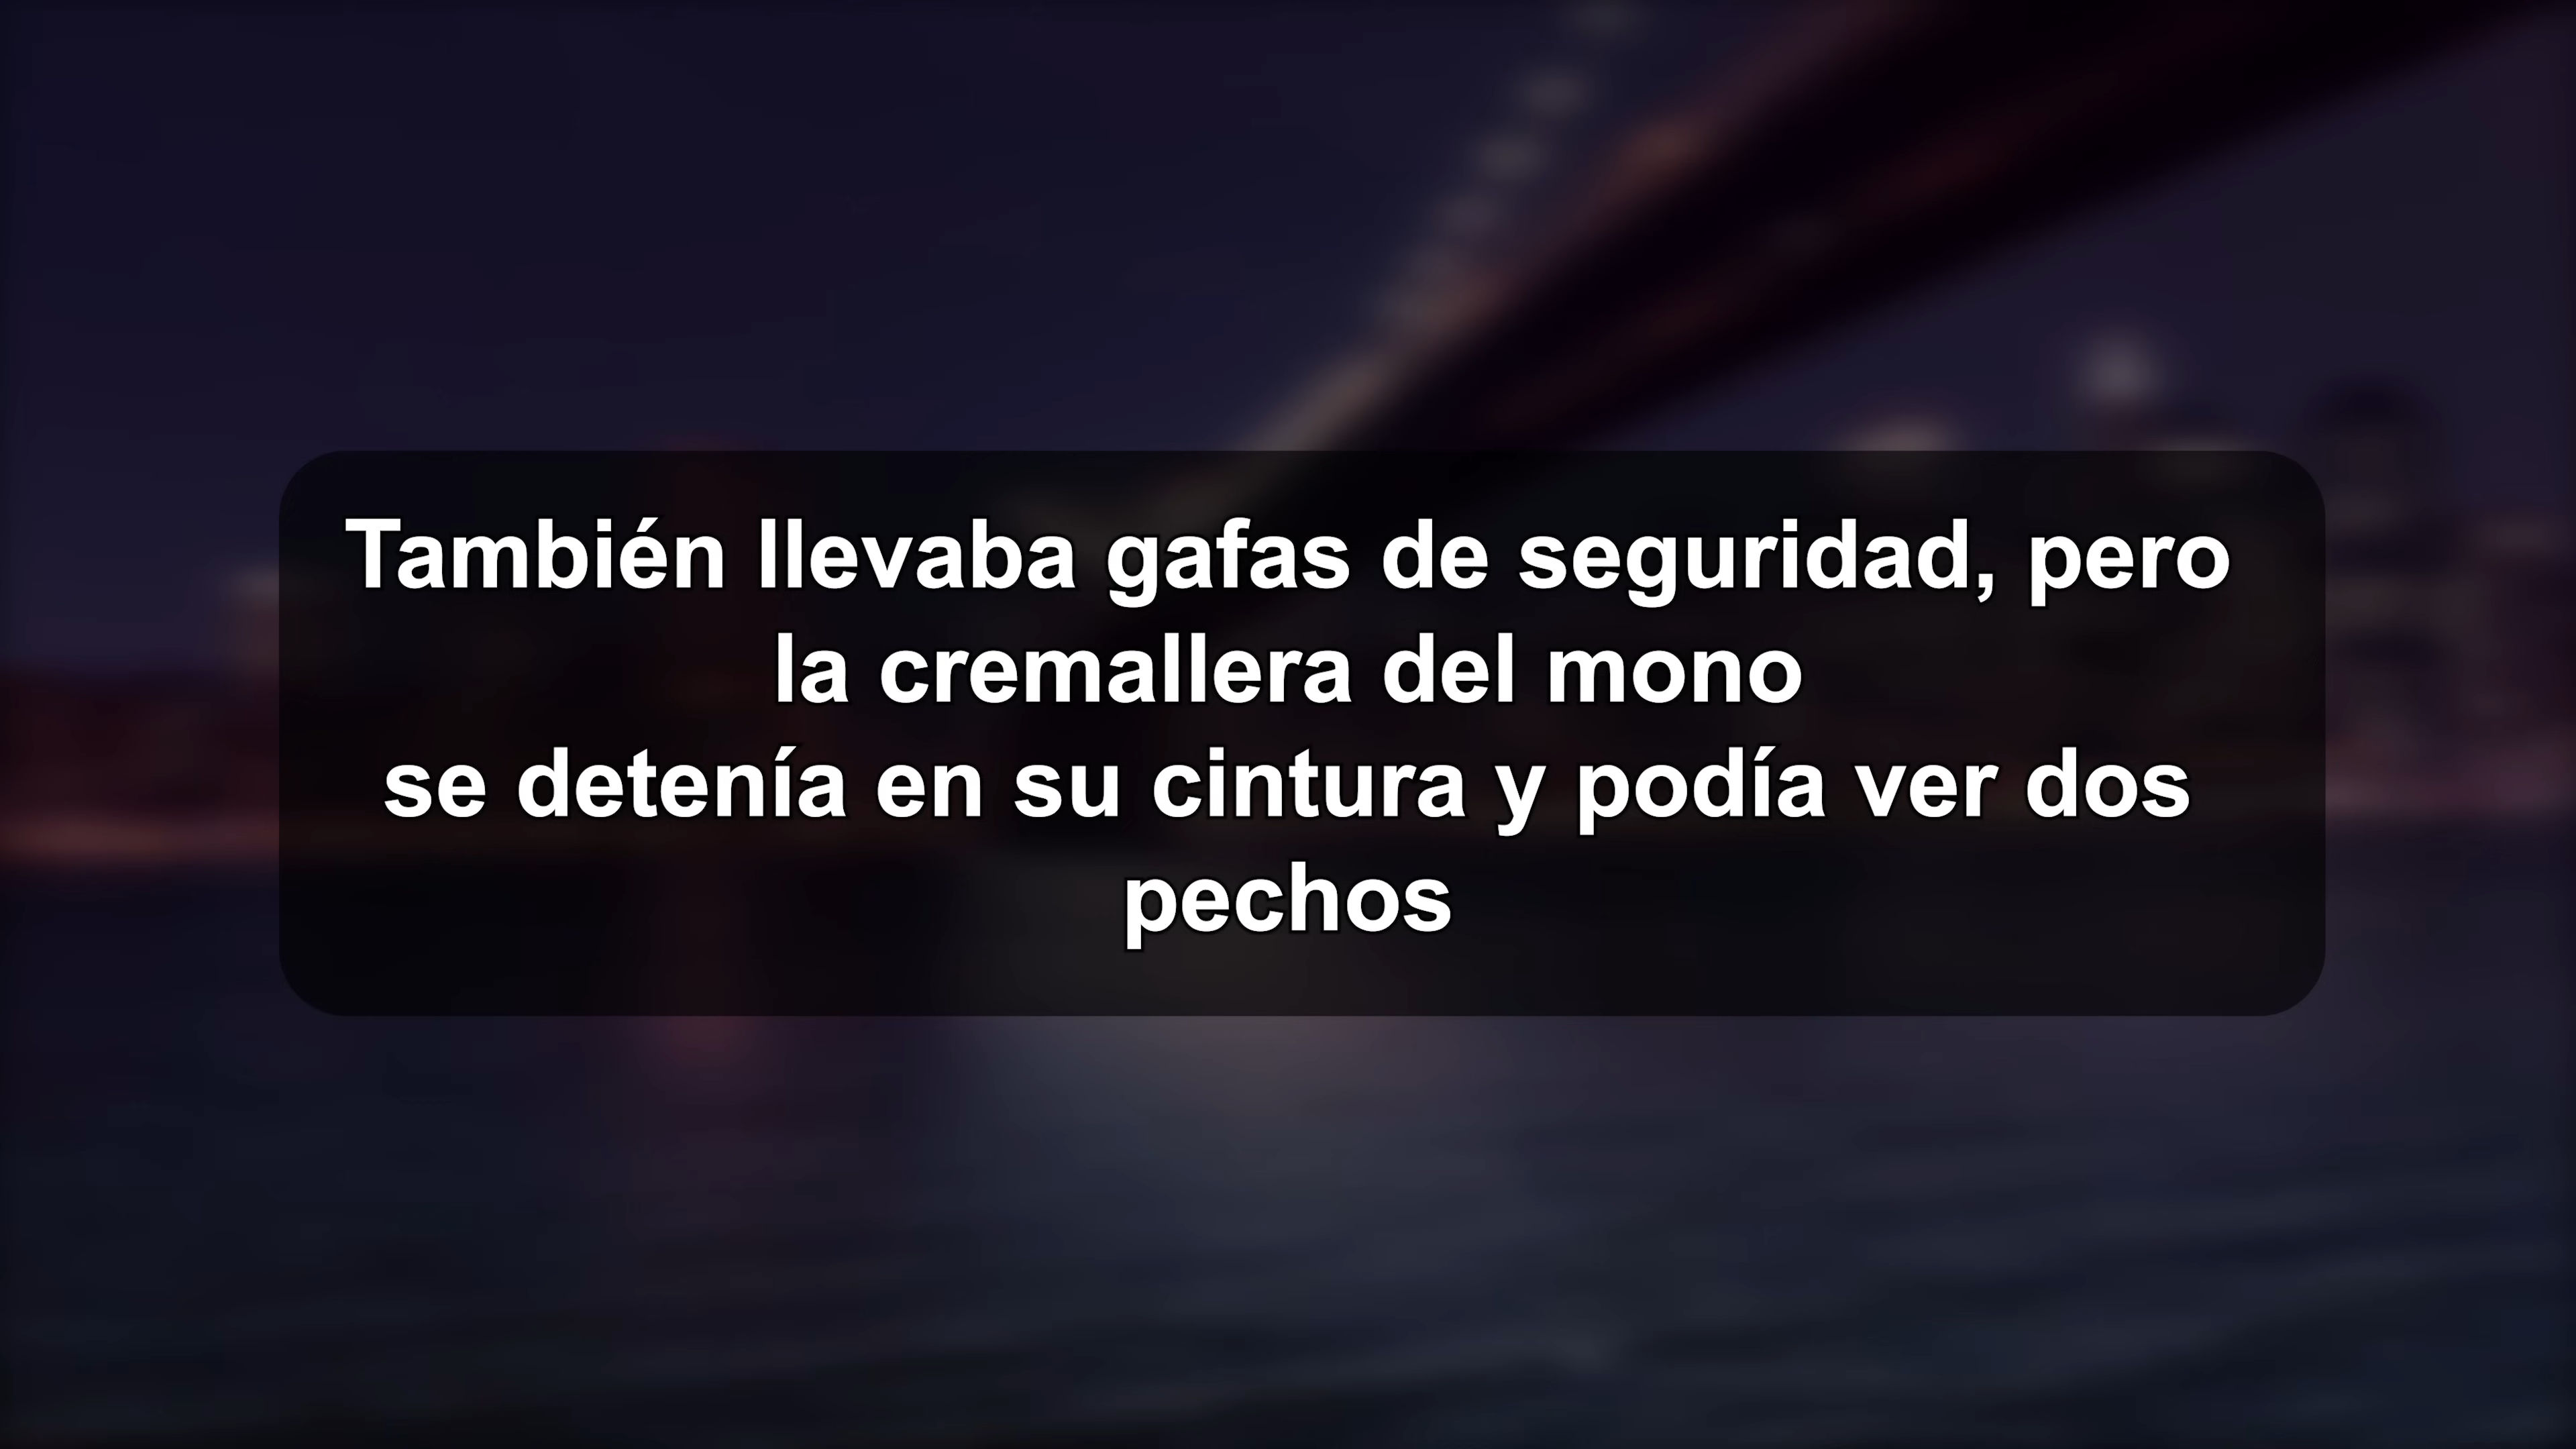 También llevaba gafas de seguridad, pero
la cremallera del mono
se detenía en su cintura y podía ver dos
pechos